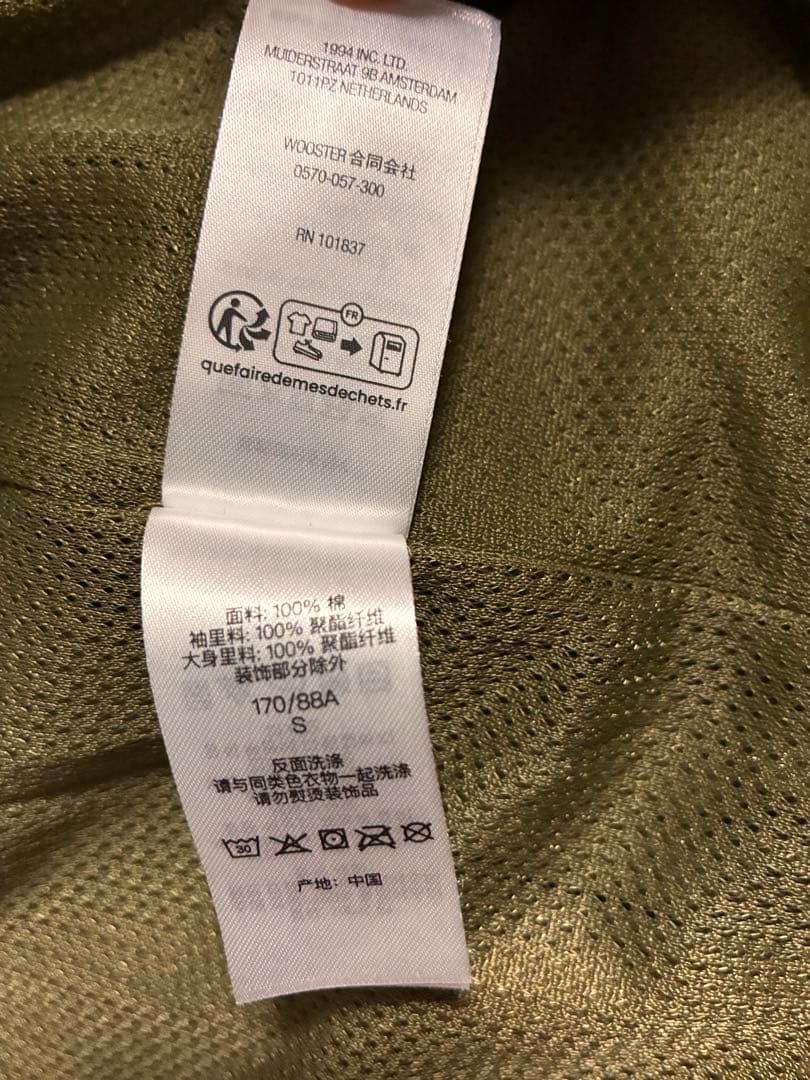 1994 INC. LTD.
MUIDERSTRAAT 9B AMSTERDAM
1011PZ NETHERLANDS
WOOSTER 合同会社
0570-057-300
RN 101837
FR
quefairedemesdechets.fr
面料: 100% 棉
袖里料: 100% 聚酯纤维
大身里料: 100% 聚酯纤维
装饰部分除外
170/88A
S
反面洗涤
请与同类色衣物一起洗涤
请勿熨烫装饰品
30
产地: 中国